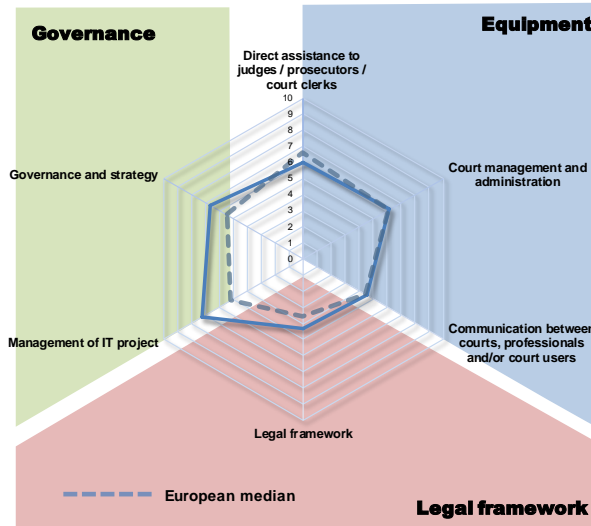 Governance
Equipment
Direct assistance to
judges / prosecutors /
court clerks
10
9
8
7
6
5
4
3
2
1
0
Governance and strategy
Court management and
administration
Management of IT project
Communication between
courts, professionals
and/or court users
Legal framework
European median
Legal framework